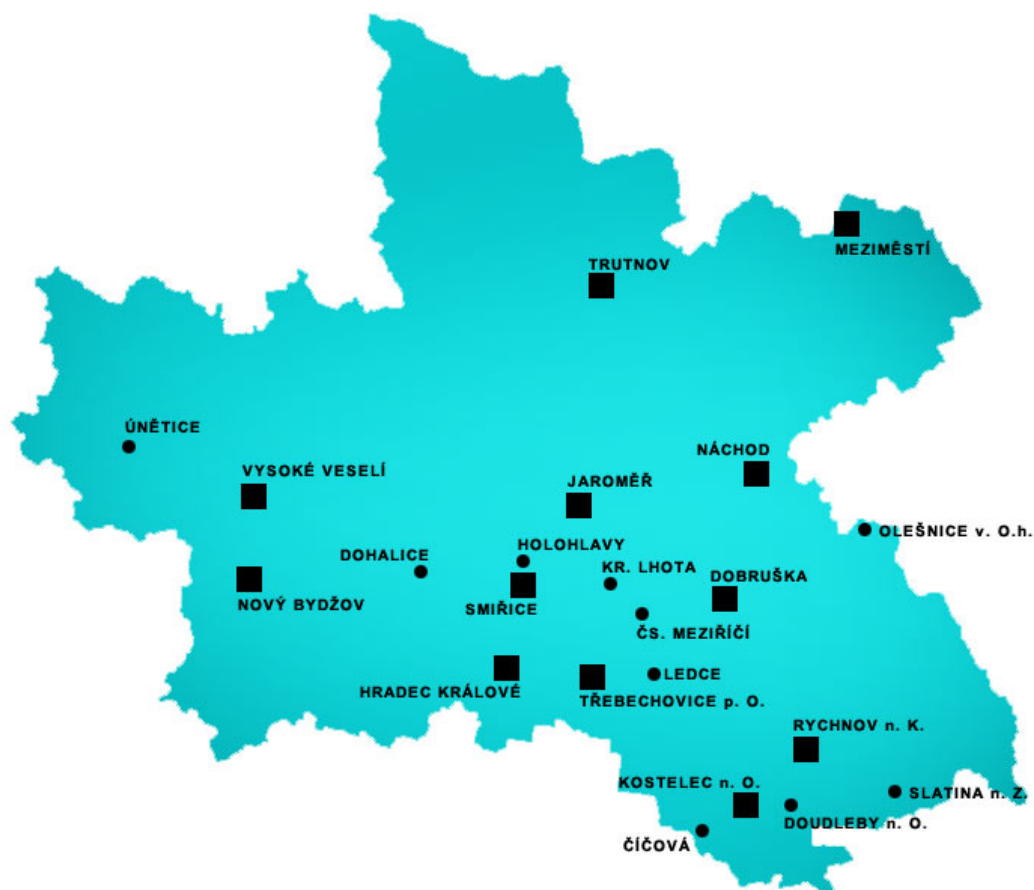 MEZIMĚSTÍ
TRUTNOV
ÚNĚTICE
NÁCHOD
VYSOKÉ VESELÍ
JAROMĚŘ
OLEŠNICE v. O.h.
HOLOHLAVY
DOHALICE
KR. LHOTA
DOBRUŠKA
NOVÝ BYDŽOV
SMIŘICE
ČS. MEZIŘÍČÍ
LEDCE
HRADEC KRÁLOVÉ
TŘEBECHOVICE p. O.
RYCHNOV n. K.
KOSTELEC n. O.
SLATINA n. Z.
DOUDLEBY n. O.
ČÍČOVÁ